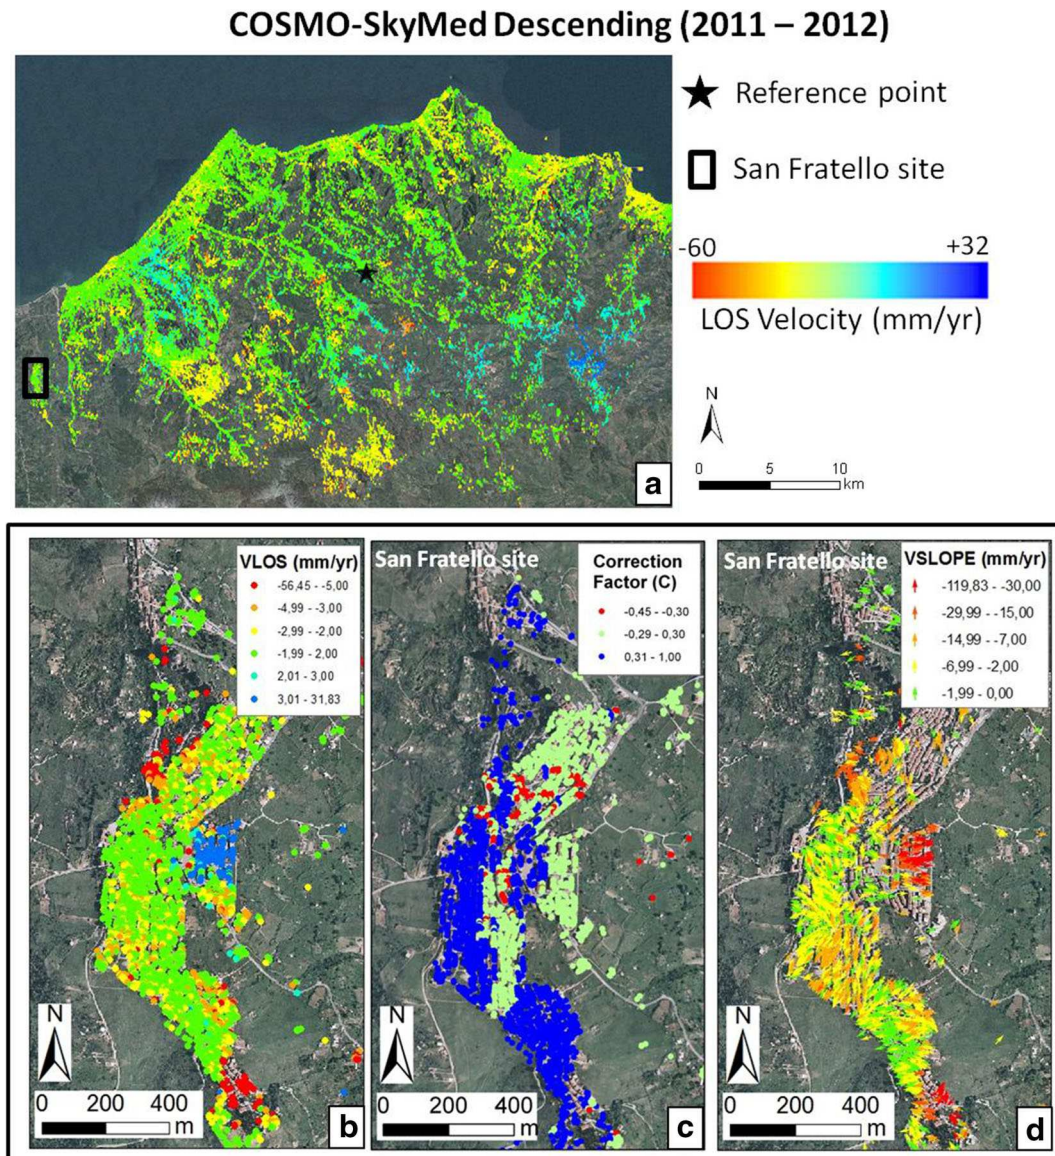 COSMO-SkyMed Descending (2011 – 2012)
Reference point
San Fratello site
-60 +32
LOS Velocity (mm/yr)
N
0 5 10
km
a
VLOS (mm/yr)
-56,45 - -5,00
-4,99 - -3,00
-2,99 - -2,00
-1,99 - 2,00
2,01 - 3,00
3,01 - 31,83
N
0 200 400
m
b
San Fratello site
Correction
Factor (C)
-0,45 - -0,30
-0,29 - 0,30
0,31 - 1,00
N
0 200 400
m
c
San Fratello site
VSLOPE (mm/yr)
-119,83 - -30,00
-29,99 - -15,00
-14,99 - -7,00
-6,99 - -2,00
-1,99 - 0,00
N
0 200 400
m
d